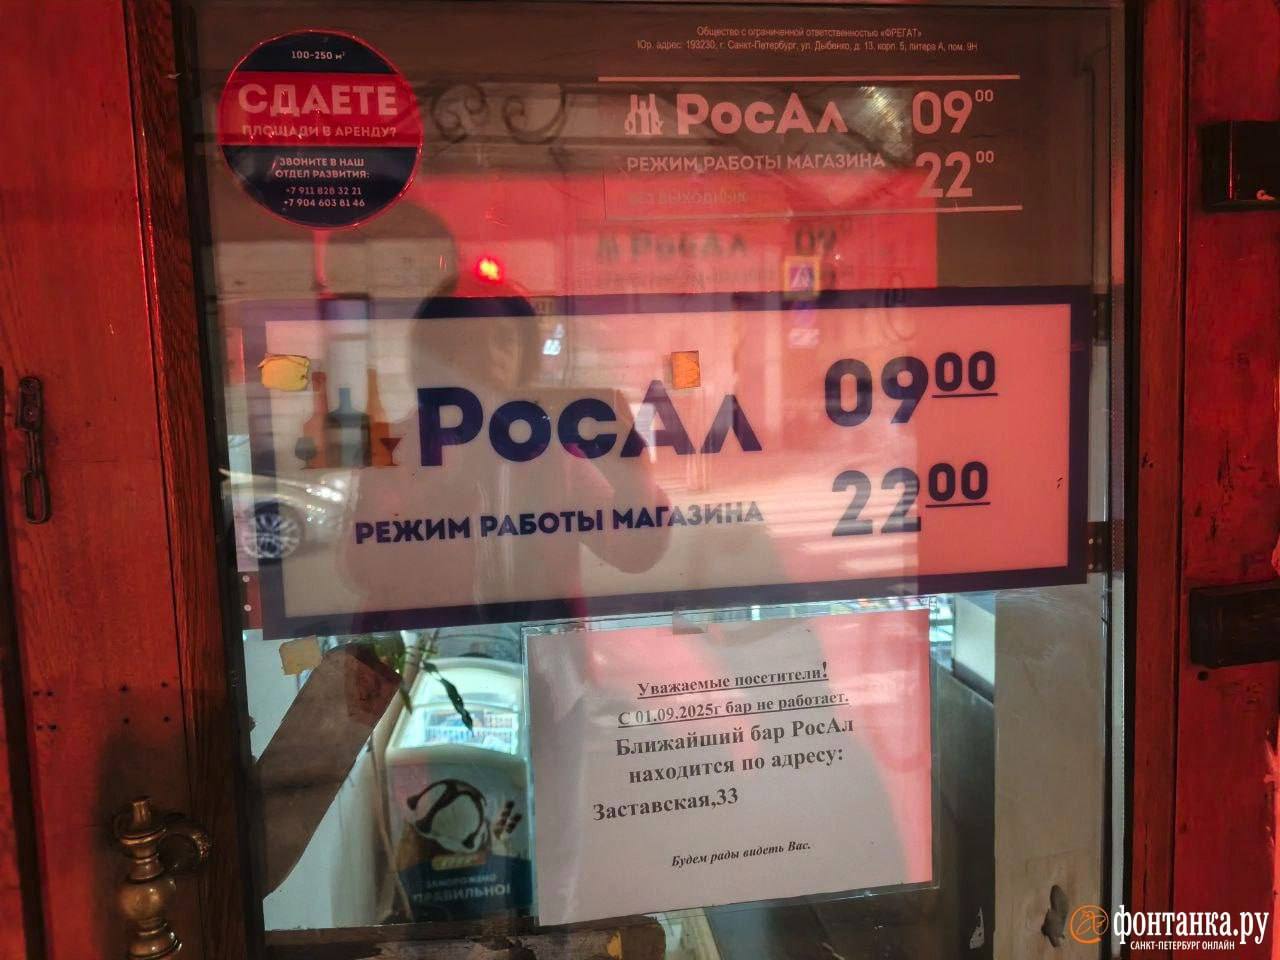 100-250 м²
СДАЕТЕ
ПЛОЩАДИ В АРЕНДУ?
ЗВОНИТЕ В НАШ
ОТДЕЛ РАЗВИТИЯ:
+7 911 828 32 21
+7 904 603 81 46
Общество с ограниченной ответственностью «ФРЕГАТ»
Юр. адрес: 193230, г. Санкт-Петербург, ул. Дыбенко, д. 13, корп. 5, литера А, пом. 9Н
РосАл 09⁰⁰
РЕЖИМ РАБОТЫ МАГАЗИНА 22⁰⁰
БЕЗ ВЫХОДНЫХ
РосАл 09
РосАл 09⁰⁰
РЕЖИМ РАБОТЫ МАГАЗИНА 22⁰⁰
Уважаемые посетители!
С 01.09.2025г бар не работает.
Ближайший бар РосАл
находится по адресу:
Заставская,33
Будем рады видеть Вас.
ЗАМОРОЖЕНО
ПРАВИЛЬНО!
фонтанка.ру
САНКТ-ПЕТЕРБУРГ ОНЛАЙН